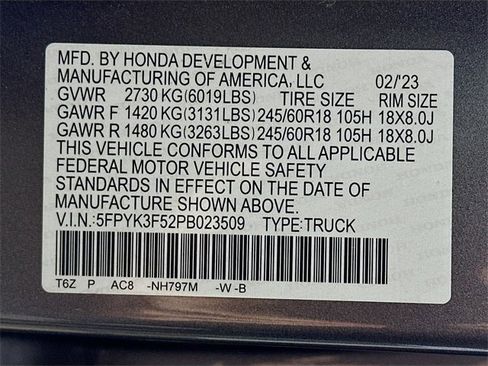 MFD. BY HONDA DEVELOPMENT &
MANUFACTURING OF AMERICA, LLC 02/'23
GVWR 2730 KG(6019LBS) TIRE SIZE RIM SIZE
GAWR F 1420 KG(3131LBS) 245/60R18 105H 18X8.0J
GAWR R 1480 KG(3263LBS) 245/60R18 105H 18X8.0J
THIS VEHICLE CONFORMS TO ALL APPLICABLE
FEDERAL MOTOR VEHICLE SAFETY
STANDARDS IN EFFECT ON THE DATE OF
MANUFACTURE SHOWN ABOVE.
V.I.N.:5FPYK3F52PB023509 TYPE:TRUCK
T6Z P AC8 -NH797M -W -B